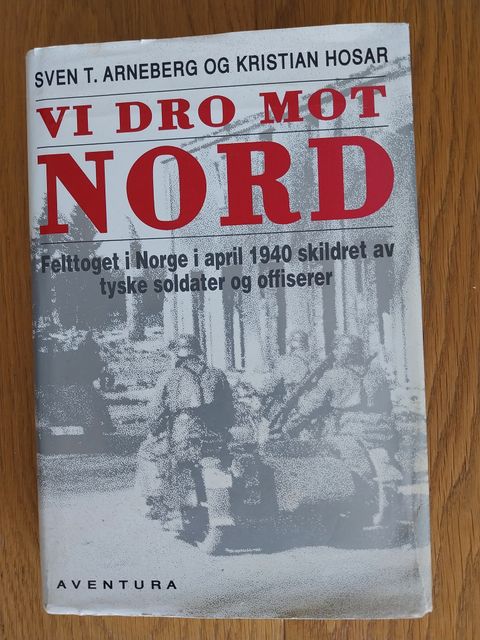 SVEN T. ARNEBERG OG KRISTIAN HOSAR
VI DRO MOT
NORD
Felttoget i Norge i april 1940 skildret av
tyske soldater og offiserer
AVENTURA